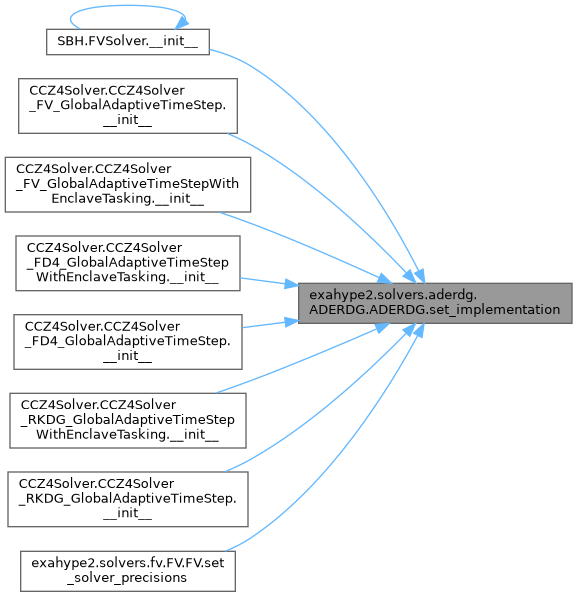 SBH.FVSolver.__init__
CCZ4Solver.CCZ4Solver
_FV_GlobalAdaptiveTimeStep.
__init__
CCZ4Solver.CCZ4Solver
_FV_GlobalAdaptiveTimeStepWith
EnclaveTasking.__init__
CCZ4Solver.CCZ4Solver
_FD4_GlobalAdaptiveTimeStep
WithEnclaveTasking.__init__
exahype2.solvers.aderdg.
ADERDG.ADERDG.set_implementation
CCZ4Solver.CCZ4Solver
_FD4_GlobalAdaptiveTimeStep.
__init__
CCZ4Solver.CCZ4Solver
_RKDG_GlobalAdaptiveTimeStep
WithEnclaveTasking.__init__
CCZ4Solver.CCZ4Solver
_RKDG_GlobalAdaptiveTimeStep.
__init__
exahype2.solvers.fv.FV.FV.set
_solver_precisions